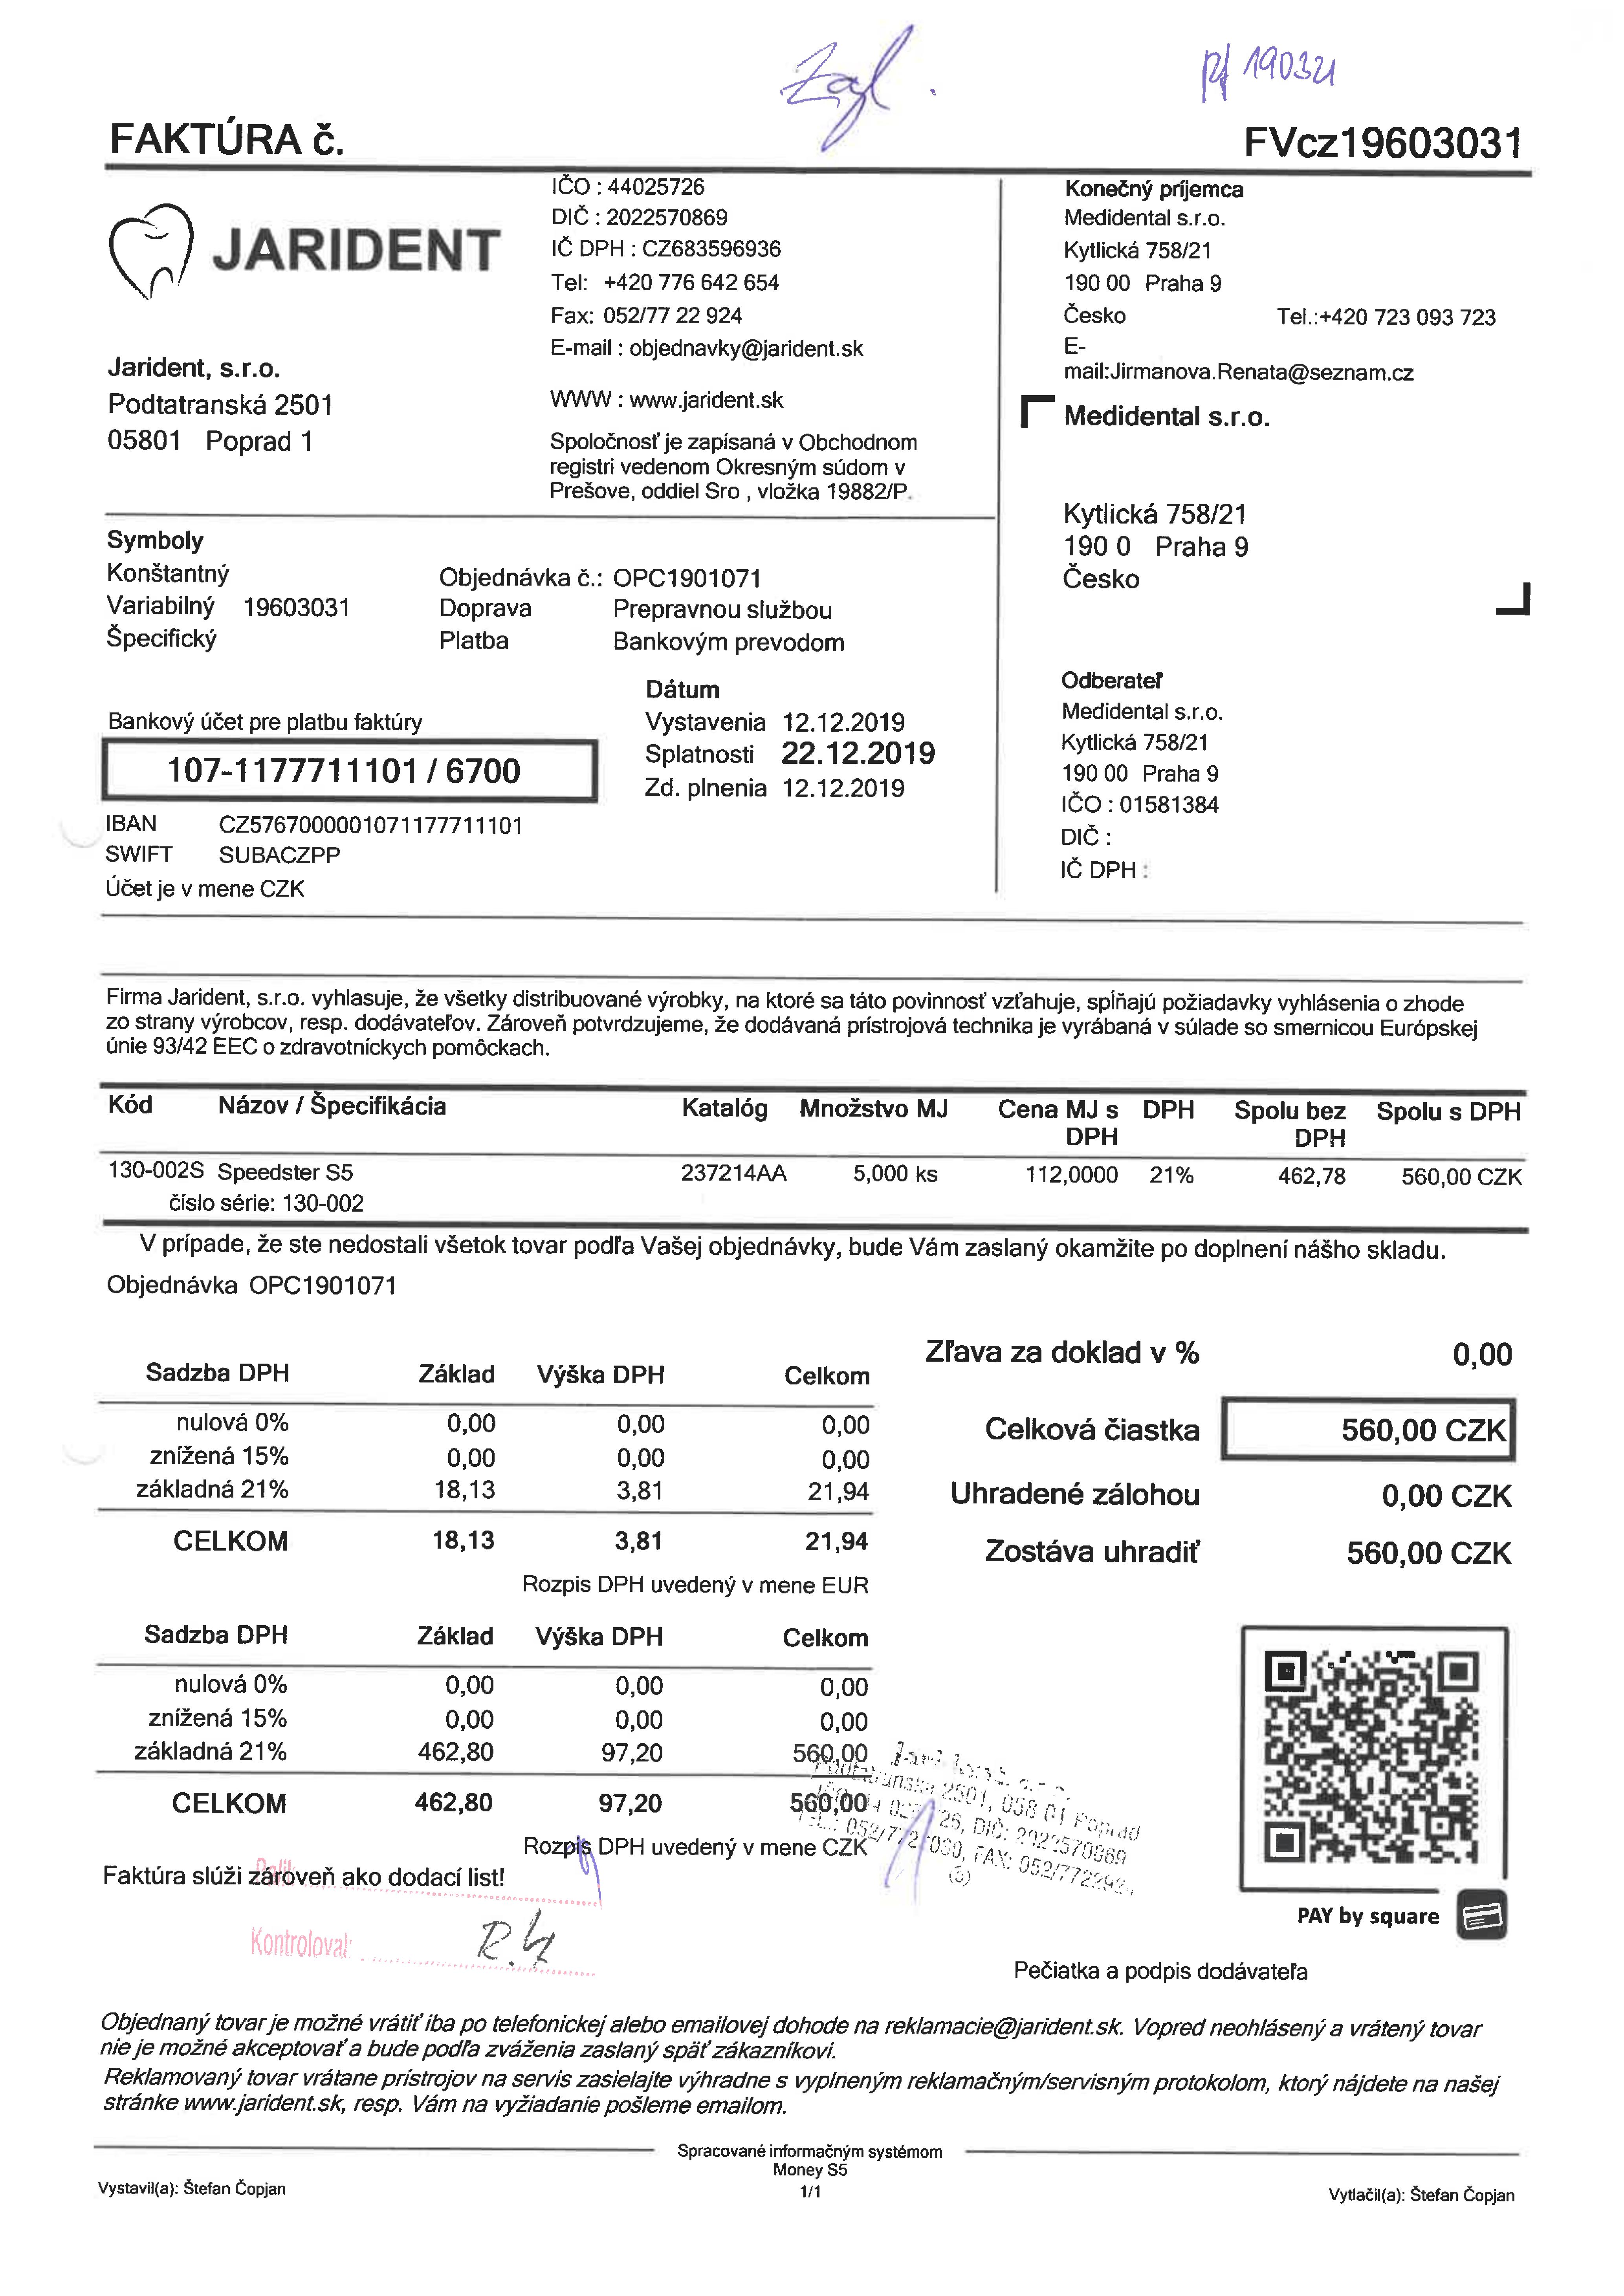 Zapl.
pf 190321
FAKTÚRA č.
FVcz19603031
JARIDENT
Jarident, s.r.o.
Podtatranská 2501
05801 Poprad 1
IČO : 44025726
DIČ : 2022570869
IČ DPH : CZ683596936
Tel: +420 776 642 654
Fax: 052/77 22 924
E-mail : objednavky@jarident.sk
WWW : www.jarident.sk
Spoločnosť je zapísaná v Obchodnom
registri vedenom Okresným súdom v
Prešove, oddiel Sro , vložka 19882/P.
Konečný príjemca
Medidental s.r.o.
Kytlická 758/21
190 00 Praha 9
Česko Tel.:+420 723 093 723
E-
mail:Jirmanova.Renata@seznam.cz
Medidental s.r.o.
Kytlická 758/21
190 0 Praha 9
Česko
Symboly
Konštantný
Variabilný 19603031
Špecifický
Objednávka č.: OPC1901071
Doprava Prepravnou službou
Platba Bankovým prevodom
Dátum
Vystavenia 12.12.2019
Splatnosti 22.12.2019
Zd. plnenia 12.12.2019
Bankový účet pre platbu faktúry
107-1177711101 / 6700
IBAN CZ5767000001071177711101
SWIFT SUBACZPP
Účet je v mene CZK
Odberateľ
Medidental s.r.o.
Kytlická 758/21
190 00 Praha 9
IČO : 01581384
DIČ :
IČ DPH :
Firma Jarident, s.r.o. vyhlasuje, že všetky distribuované výrobky, na ktoré sa táto povinnosť vzťahuje, spĺňajú požiadavky vyhlásenia o zhode
zo strany výrobcov, resp. dodávateľov. Zároveň potvrdzujeme, že dodávaná prístrojová technika je vyrábaná v súlade so smernicou Európskej
únie 93/42 EEC o zdravotníckych pomôckach.
Kód Názov / Špecifikácia Katalóg Množstvo MJ Cena MJ s DPH Spolu bez Spolu s DPH
DPH DPH
130-002S Speedster S5 237214AA 5,000 ks 112,0000 21% 462,78 560,00 CZK
číslo série: 130-002
V prípade, že ste nedostali všetok tovar podľa Vašej objednávky, bude Vám zaslaný okamžite po doplnení nášho skladu.
Objednávka OPC1901071
Sadzba DPH Základ Výška DPH Celkom
nulová 0% 0,00 0,00 0,00
znížená 15% 0,00 0,00 0,00
základná 21% 18,13 3,81 21,94
CELKOM 18,13 3,81 21,94
Rozpis DPH uvedený v mene EUR
Zľava za doklad v % 0,00
Celková čiastka 560,00 CZK
Uhradené zálohou 0,00 CZK
Zostáva uhradiť 560,00 CZK
Sadzba DPH Základ Výška DPH Celkom
nulová 0% 0,00 0,00 0,00
znížená 15% 0,00 0,00 0,00
základná 21% 462,80 97,20 560,00
CELKOM 462,80 97,20 560,00
Rozpis DPH uvedený v mene CZK
Faktúra slúži zároveň ako dodací list!
Kontroloval:
2501, 058 01 Poprad
26, DIČ: 2022570869
FAX: 052/772292
(3)
PAY by square
Pečiatka a podpis dodávateľa
Objednaný tovar je možné vrátiť iba po telefonickej alebo emailovej dohode na reklamacie@jarident.sk. Vopred neohlásený a vrátený tovar
nie je možné akceptovať a bude podľa zváženia zaslaný späť zákazníkovi.
Reklamovaný tovar vrátane prístrojov na servis zasielajte výhradne s vyplneným reklamačným/servisným protokolom, ktorý nájdete na našej
stránke www.jarident.sk, resp. Vám na vyžiadanie pošleme emailom.
Spracované informačným systémom
Money S5
Vystavil(a): Štefan Čopjan
1/1
Vytlačil(a): Štefan Čopjan